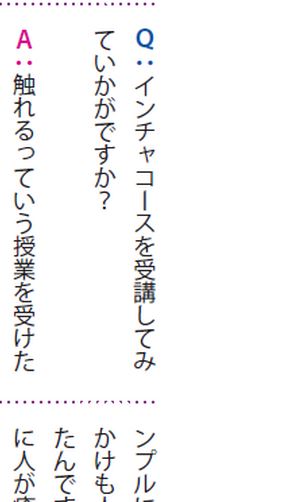 Q：インチャコースを受講してみ
ていかがですか？
A：触れるっていう授業を受けた
ンプルに
かけも
たんです
に人が